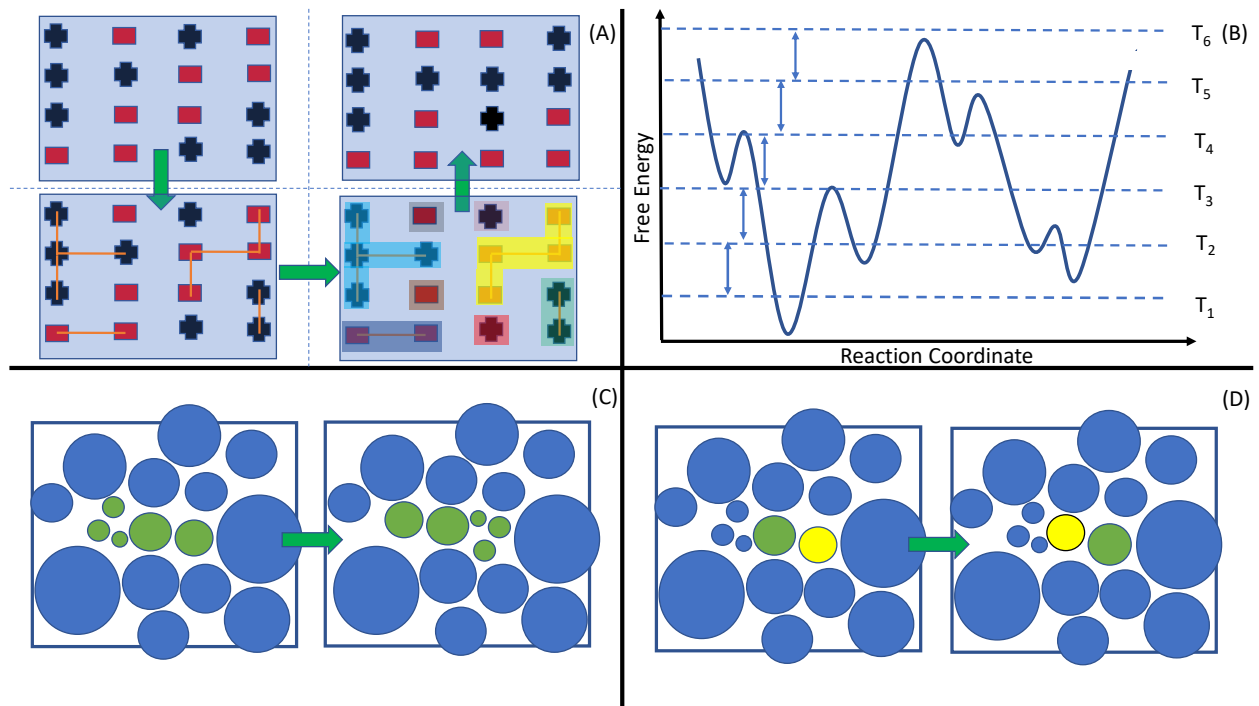 (A)
(B)
T6
T5
T4
T3
T2
T1
Free Energy
Reaction Coordinate
(C)
(D)